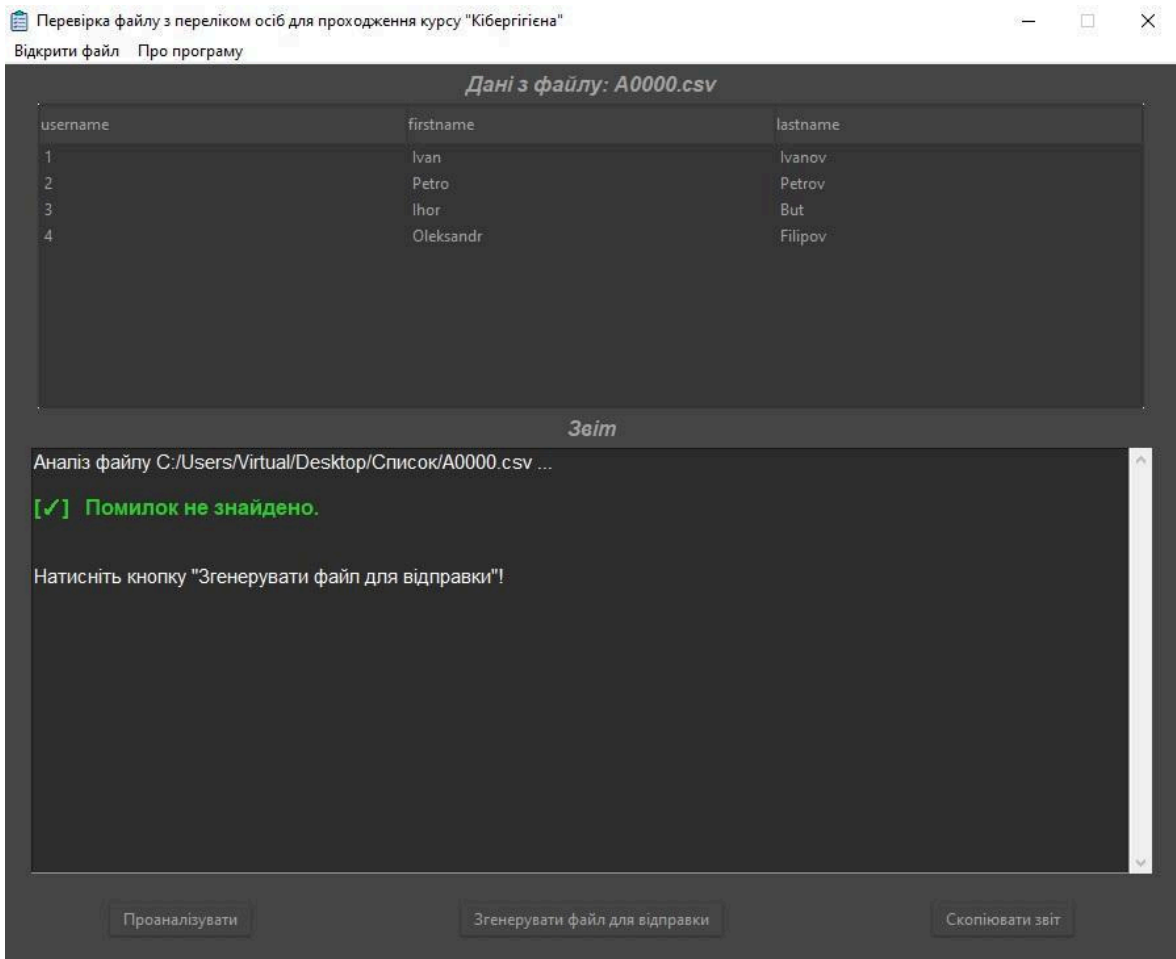 Перевірка файлу з переліком осіб для проходження курсу "Кібергігієна"
Відкрити файл Про програму
Дані з файлу: A0000.csv
username firstname lastname
1 Ivan Ivanov
2 Petro Petrov
3 Ihor But
4 Oleksandr Filipov
Звіт
Аналіз файлу C:/Users/Virtual/Desktop/Список/A0000.csv ...
[✓] Помилок не знайдено.
Натисніть кнопку "Згенерувати файл для відправки"!
Проаналізувати Згенерувати файл для відправки Скопіювати звіт